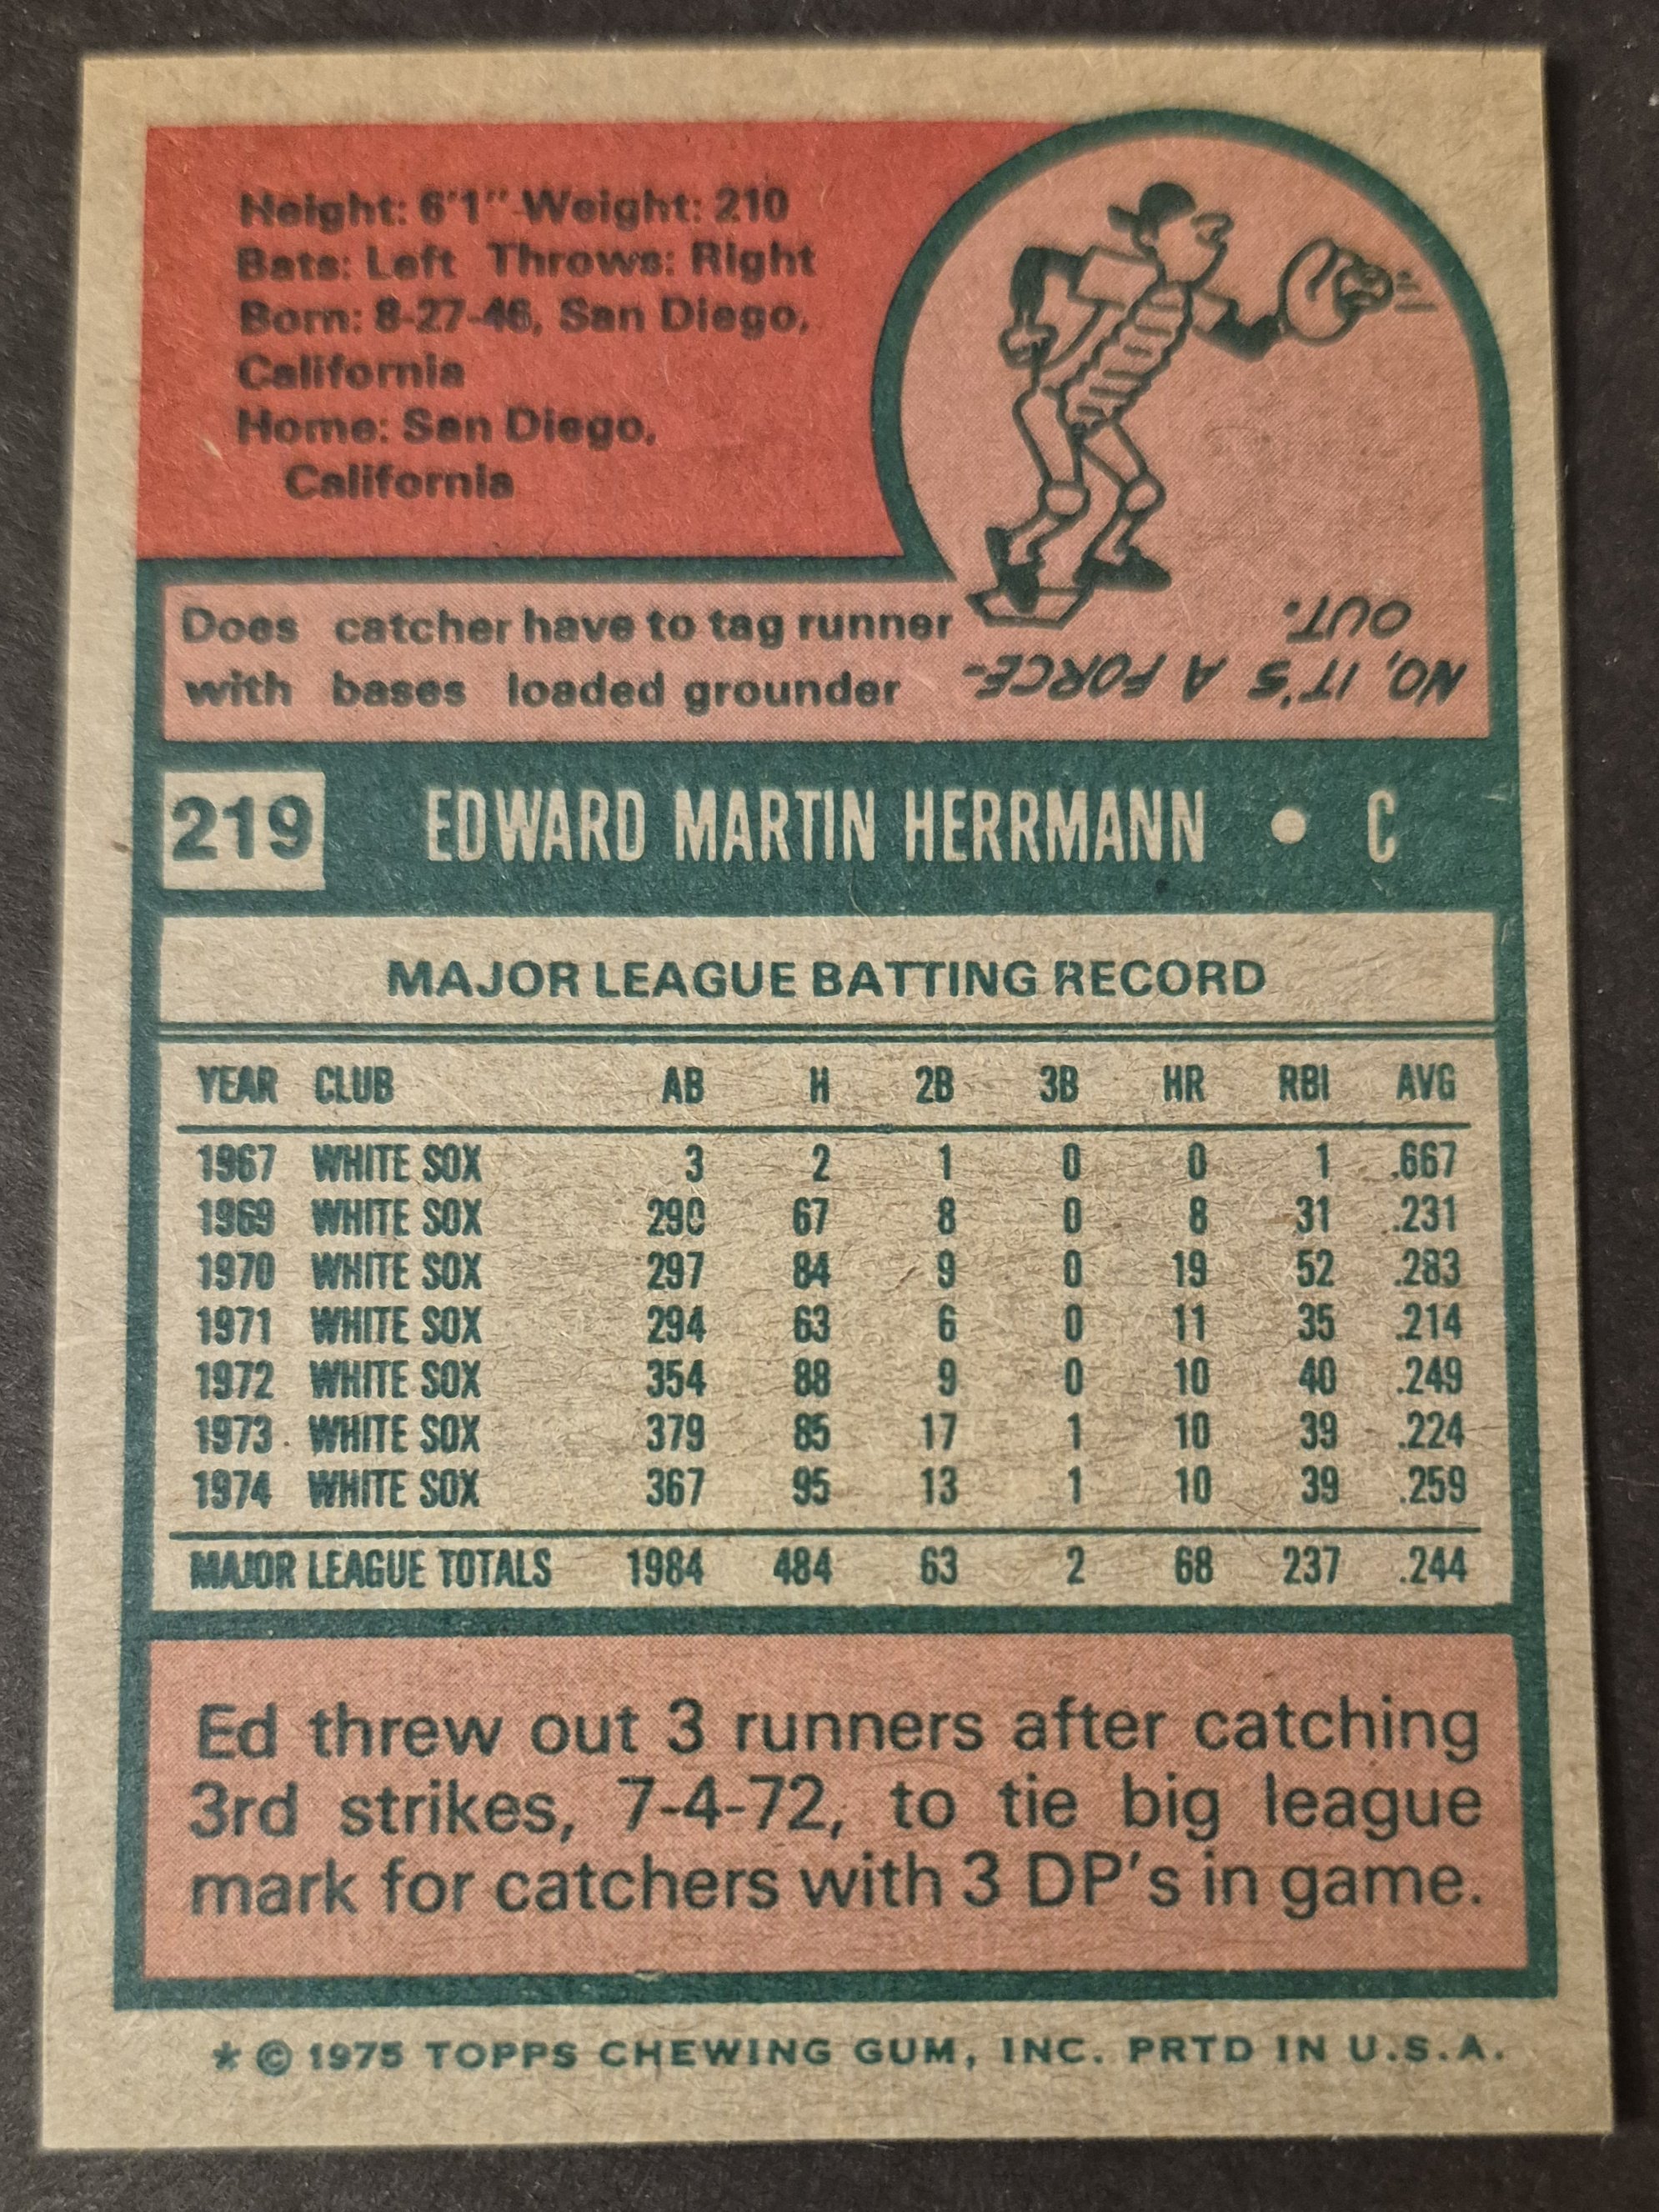 Height: 6'1" Weight: 210
Bats: Left Throws: Right
Born: 8-27-46, San Diego,
California
Home: San Diego,
California
Does catcher have to tag runner
with bases loaded grounder
NO, IT'S A FORCE-
OUT.
219 EDWARD MARTIN HERRMANN • C
MAJOR LEAGUE BATTING RECORD
YEAR CLUB AB H 2B 3B HR RBI AVG
1967 WHITE SOX 3 2 1 0 0 1 .667
1969 WHITE SOX 290 67 8 0 8 31 .231
1970 WHITE SOX 297 84 9 0 19 52 .283
1971 WHITE SOX 294 63 6 0 11 35 .214
1972 WHITE SOX 354 88 9 0 10 40 .249
1973 WHITE SOX 379 85 17 1 10 39 .224
1974 WHITE SOX 367 95 13 1 10 39 .259
MAJOR LEAGUE TOTALS 1984 484 63 2 68 237 .244
Ed threw out 3 runners after catching
3rd strikes, 7-4-72, to tie big league
mark for catchers with 3 DP's in game.
* © 1975 TOPPS CHEWING GUM, INC. PRTD IN U.S.A.